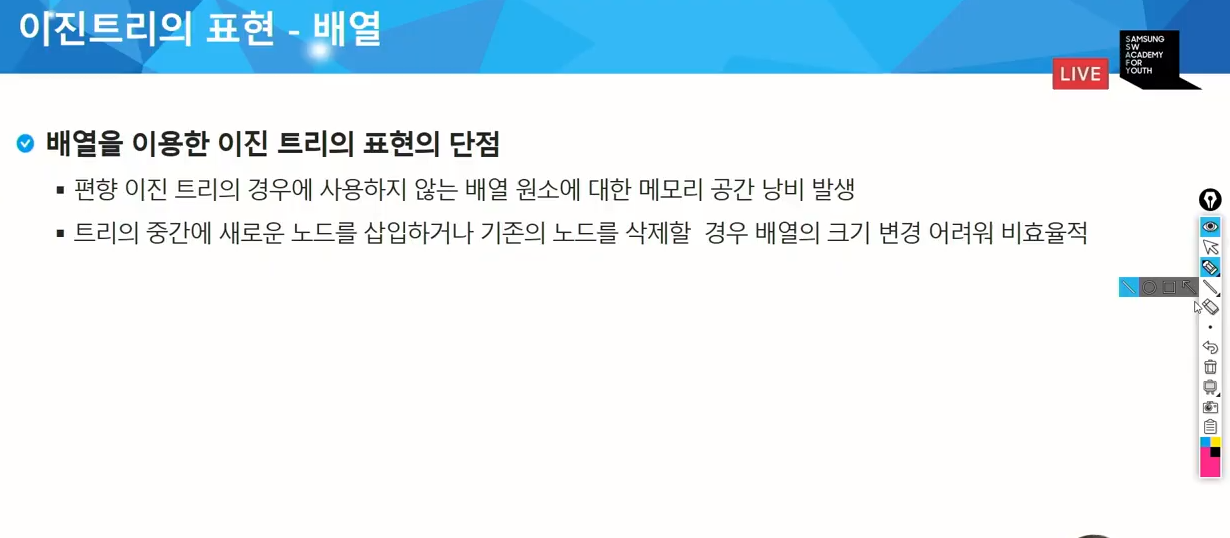 이진트리의 표현 - 배열
SAMSUNG
SW
ACADEMY
FOR
YOUTH
LIVE
배열을 이용한 이진 트리의 표현의 단점
▪ 편향 이진 트리의 경우에 사용하지 않는 배열 원소에 대한 메모리 공간 낭비 발생
▪ 트리의 중간에 새로운 노드를 삽입하거나 기존의 노드를 삭제할 경우 배열의 크기 변경 어려워 비효율적